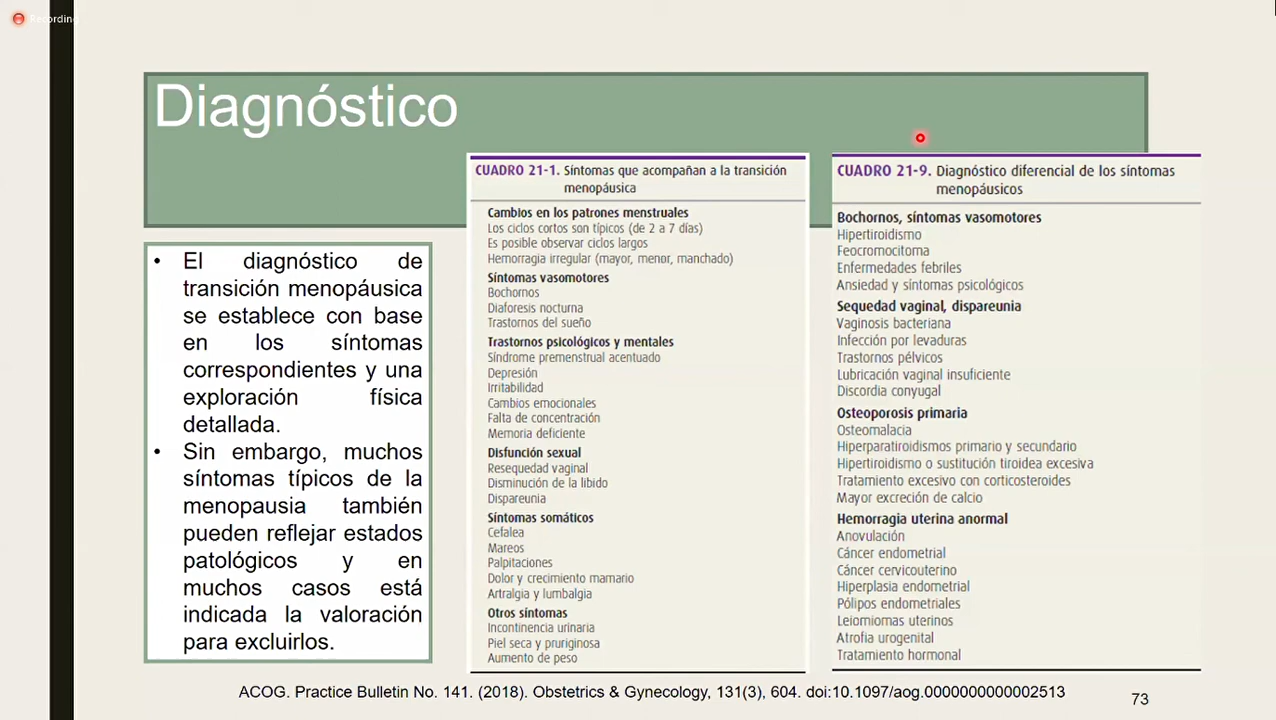 Recording
Diagnóstico
• El diagnóstico de
transición menopáusica
se establece con base
en los síntomas
correspondientes y una
exploración física
detallada.
• Sin embargo, muchos
síntomas típicos de la
menopausia también
pueden reflejar estados
patológicos y en
muchos casos está
indicada la valoración
para excluirlos.
CUADRO 21-1. Síntomas que acompañan a la transición
menopáusica
Cambios en los patrones menstruales
Los ciclos cortos son típicos (de 2 a 7 días)
Es posible observar ciclos largos
Hemorragia irregular (mayor, menor, manchado)
Síntomas vasomotores
Bochornos
Diaforesis nocturna
Trastornos del sueño
Trastornos psicológicos y mentales
Síndrome premenstrual acentuado
Depresión
Irritabilidad
Cambios emocionales
Falta de concentración
Memoria deficiente
Disfunción sexual
Resequedad vaginal
Disminución de la libido
Dispareunia
Síntomas somáticos
Cefalea
Mareos
Palpitaciones
Dolor y crecimiento mamario
Artralgia y lumbalgia
Otros síntomas
Incontinencia urinaria
Piel seca y pruriginosa
Aumento de peso
CUADRO 21-9. Diagnóstico diferencial de los síntomas
menopáusicos
Bochornos, síntomas vasomotores
Hipertiroidismo
Feocromocitoma
Enfermedades febriles
Ansiedad y síntomas psicológicos
Sequedad vaginal, dispareunia
Vaginosis bacteriana
Infección por levaduras
Trastornos pélvicos
Lubricación vaginal insuficiente
Discordia conyugal
Osteoporosis primaria
Osteomalacia
Hiperparatiroidismos primario y secundario
Hipertiroidismo o sustitución tiroidea excesiva
Tratamiento excesivo con corticosteroides
Mayor excreción de calcio
Hemorragia uterina anormal
Anovulación
Cáncer endometrial
Cáncer cervicouterino
Hiperplasia endometrial
Pólipos endometriales
Leiomiomas uterinos
Atrofia urogenital
Tratamiento hormonal
ACOG. Practice Bulletin No. 141. (2018). Obstetrics & Gynecology, 131(3), 604. doi:10.1097/aog.0000000000002513
73